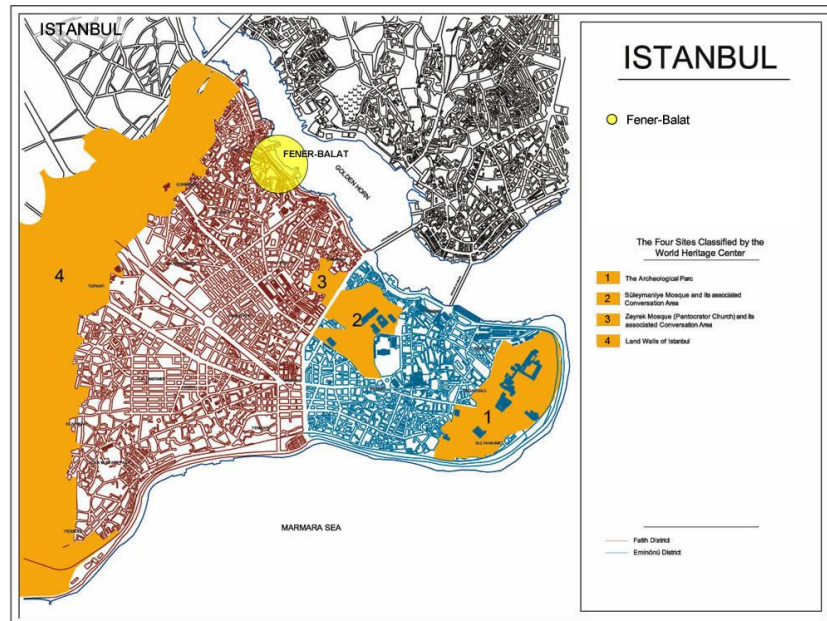 ISTANBUL
FENER-BALAT
GOLDEN HORN
4
3
2
1
TOPKAPI
SULTANAHMET
MARMARA SEA
ISTANBUL
Fener-Balat
The Four Sites Classified by the
World Heritage Center
1 The Archeological Parc
2 Süleymaniye Mosque and its associated
Conversation Area
3 Zeyrek Mosque (Pantocrator Church) and its
associated Conversation Area
4 Land Walls of Istanbul
Fatih District
Eminönü District